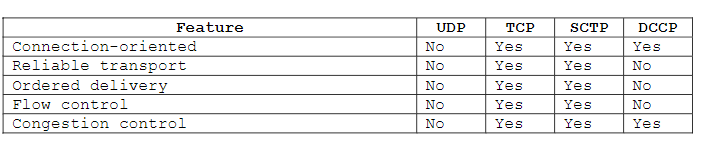 Feature UDP TCP SCTP DCCP
Connection-oriented No Yes Yes Yes
Reliable transport No Yes Yes No
Ordered delivery No Yes Yes No
Flow control No Yes Yes No
Congestion control No Yes Yes Yes